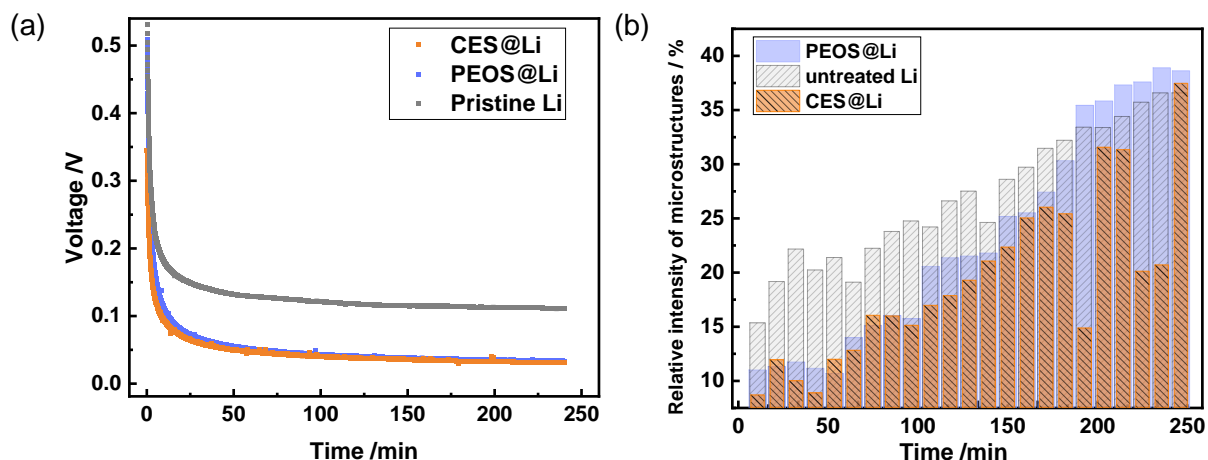 (a)
0.5
0.4
0.3
0.2
0.1
0.0
Voltage /V
CES@Li
PEOS@Li
Pristine Li
0 50 100 150 200 250
Time /min
(b)
40
35
30
25
20
15
10
Relative intensity of microstructures / %
PEOS@Li
untreated Li
CES@Li
0 50 100 150 200 250
Time /min